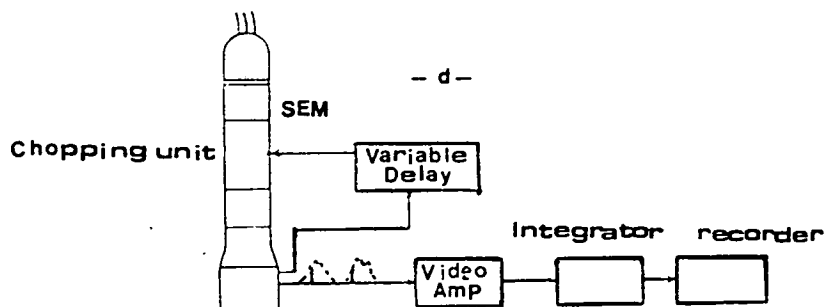 - d -
SEM
Chopping unit
Variable
Delay
Integrator
recorder
Video
Amp